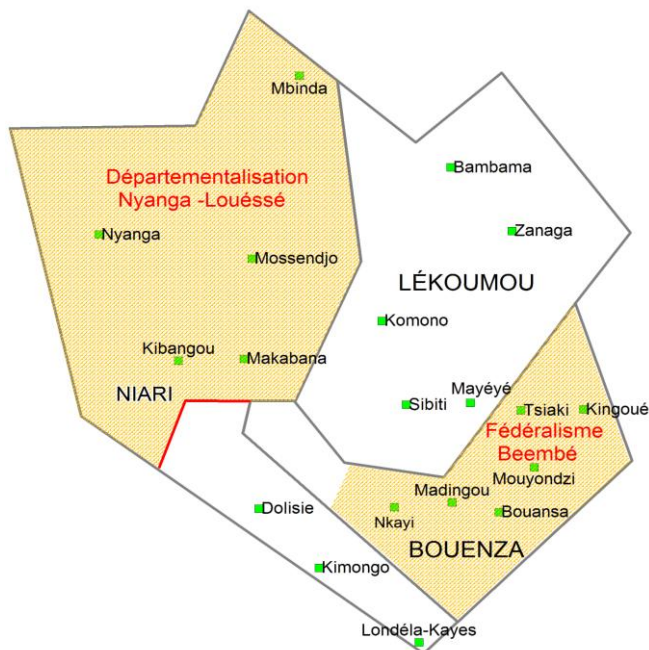 Mbinda
Départementalisation
Nyanga -Louéssé
Bambama
Nyanga
Zanaga
Mossendjo
LÉKOUMOU
Komono
Kibangou
Makabana
NIARI
Mayéyé
Sibiti
Tsiaki
Kingoué
Fédéralisme
Beembé
Mouyondzi
Madingou
Dolisie
Nkayi
Bouansa
BOUENZA
Kimongo
Londéla-Kayes